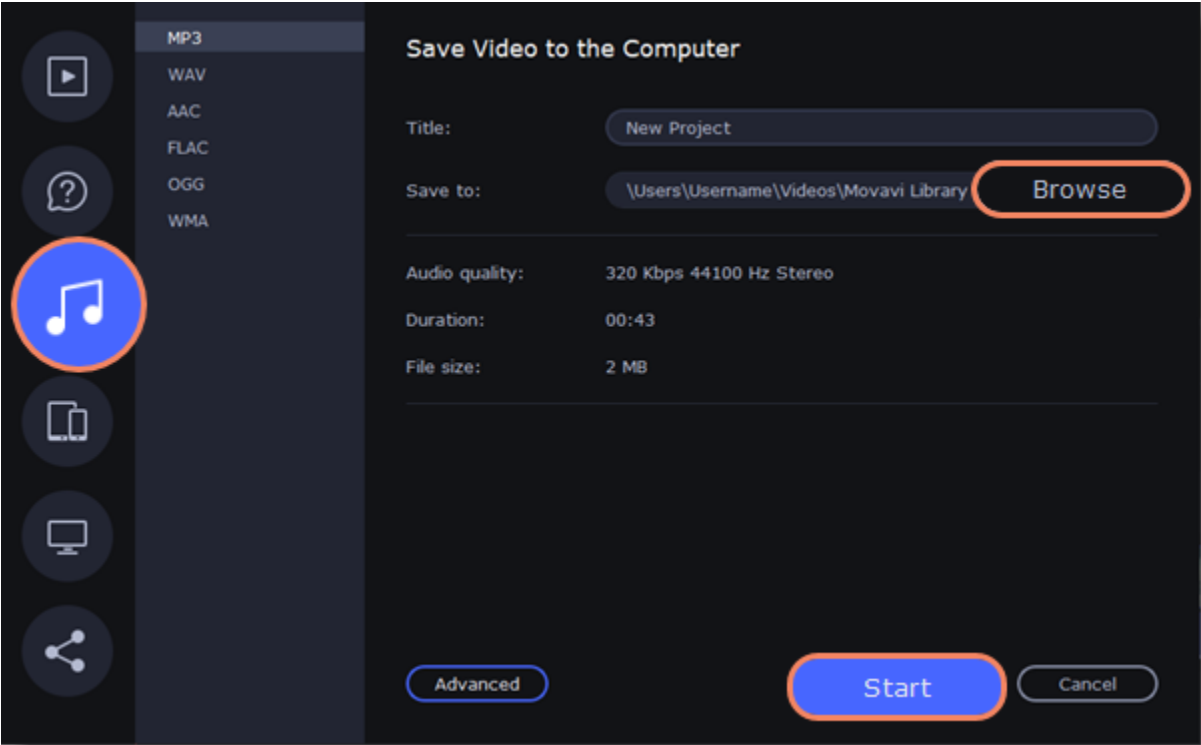 MP3
WAV
AAC
FLAC
OGG
WMA
Save Video to the Computer
Title: New Project
Save to: \Users\Username\Videos\Movavi Library Browse
Audio quality: 320 Kbps 44100 Hz Stereo
Duration: 00:43
File size: 2 MB
Advanced Start Cancel